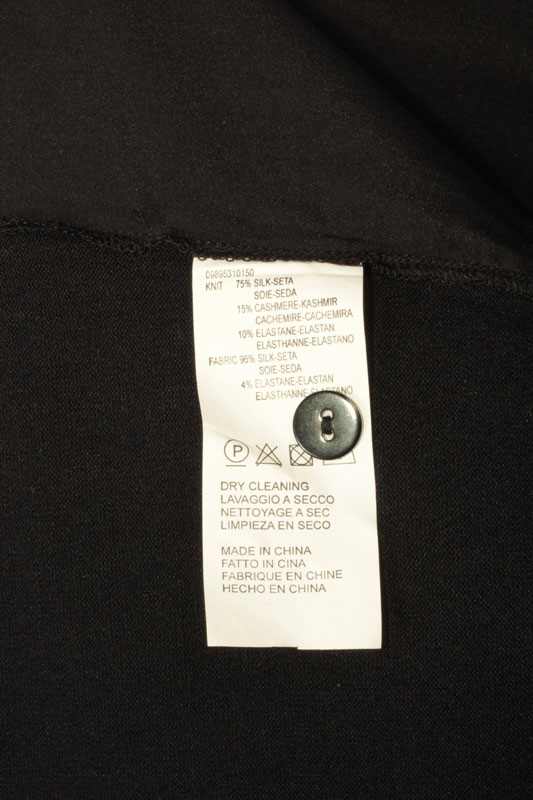 09895310150
KNIT 75% SILK-SETA
SOIE-SEDA
15% CASHMERE-KASHMIR
CACHEMIRE-CACHEMIRA
10% ELASTANE-ELASTAN
ELASTHANNE-ELASTANO
FABRIC 96% SILK-SETA
SOIE-SEDA
4% ELASTANE-ELASTAN
ELASTHANNE-ELASTANO
P
DRY CLEANING
LAVAGGIO A SECCO
NETTOYAGE A SEC
LIMPIEZA EN SECO
MADE IN CHINA
FATTO IN CINA
FABRIQUE EN CHINE
HECHO EN CHINA